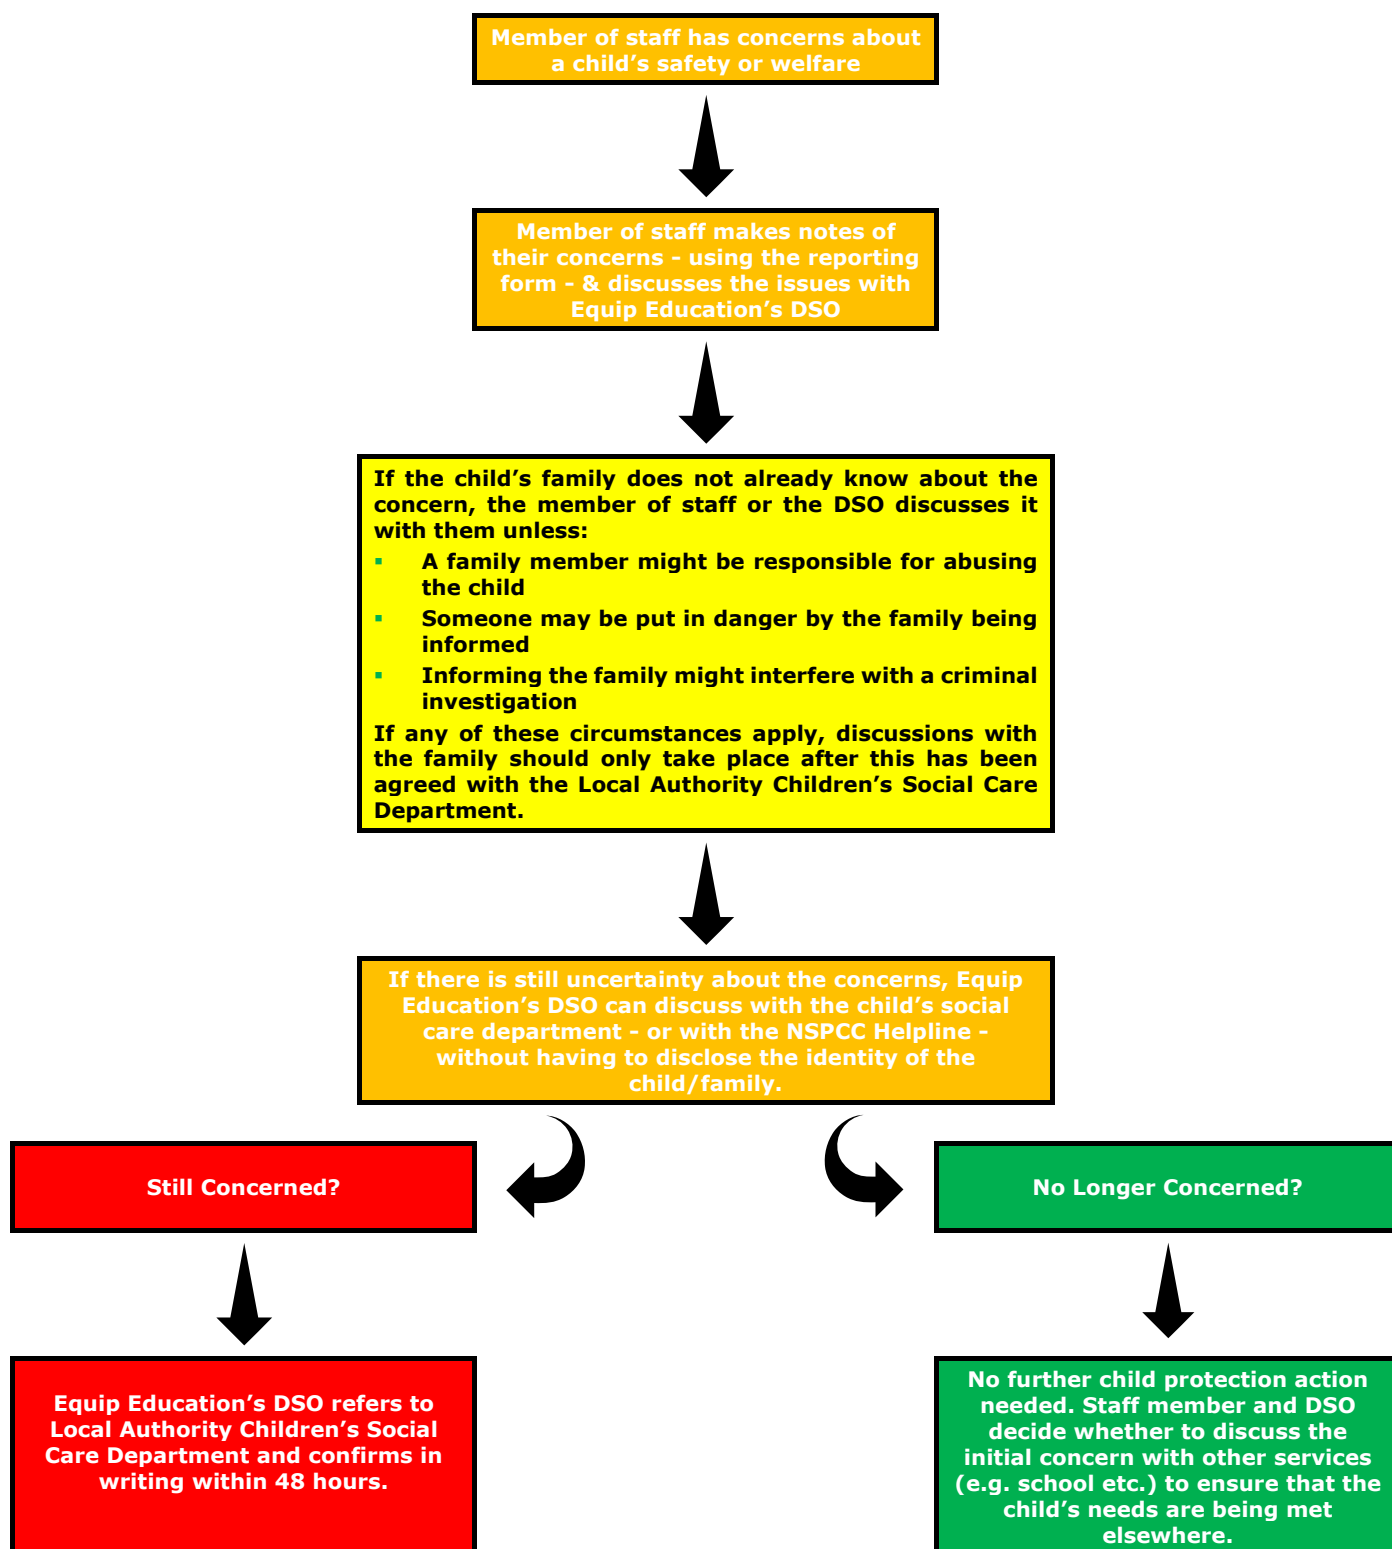 Member of staff has concerns about
a child’s safety or welfare
Member of staff makes notes of
their concerns – using the reporting
form – & discusses the issues with
Equip Education’s DSO
If the child’s family does not already know about the
concern, the member of staff or the DSO discusses it
with them unless:
▪ A family member might be responsible for abusing
the child
▪ Someone may be put in danger by the family being
informed
▪ Informing the family might interfere with a criminal
investigation
If any of these circumstances apply, discussions with
the family should only take place after this has been
agreed with the Local Authority Children’s Social Care
Department.
If there is still uncertainty about the concerns, Equip
Education’s DSO can discuss with the child’s social
care department – or with the NSPCC Helpline –
without having to disclose the identity of the
child/family.
Still Concerned?
No Longer Concerned?
Equip Education’s DSO refers to
Local Authority Children’s Social
Care Department and confirms in
writing within 48 hours.
No further child protection action
needed. Staff member and DSO
decide whether to discuss the
initial concern with other services
(e.g. school etc.) to ensure that the
child’s needs are being met
elsewhere.